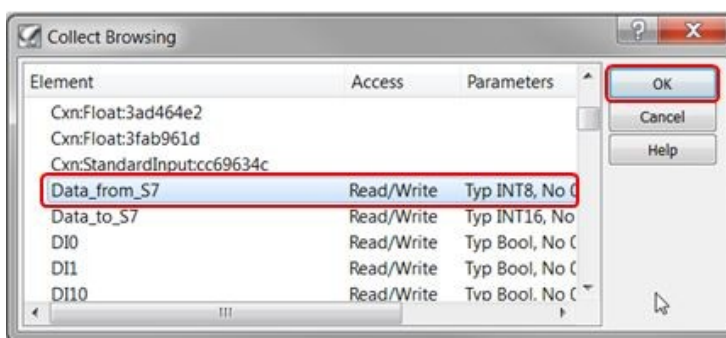 Collect Browsing
Element Access Parameters
Cxn:Float:3ad464e2
Cxn:Float:3fab961d
Cxn:StandardInput:cc69634c
Data_from_S7 Read/Write Typ INT8, No
Data_to_S7 Read/Write Typ INT16, No
DI0 Read/Write Typ Bool, No
DI1 Read/Write Typ Bool, No
DI10 Read/Write Typ Bool, No
OK
Cancel
Help